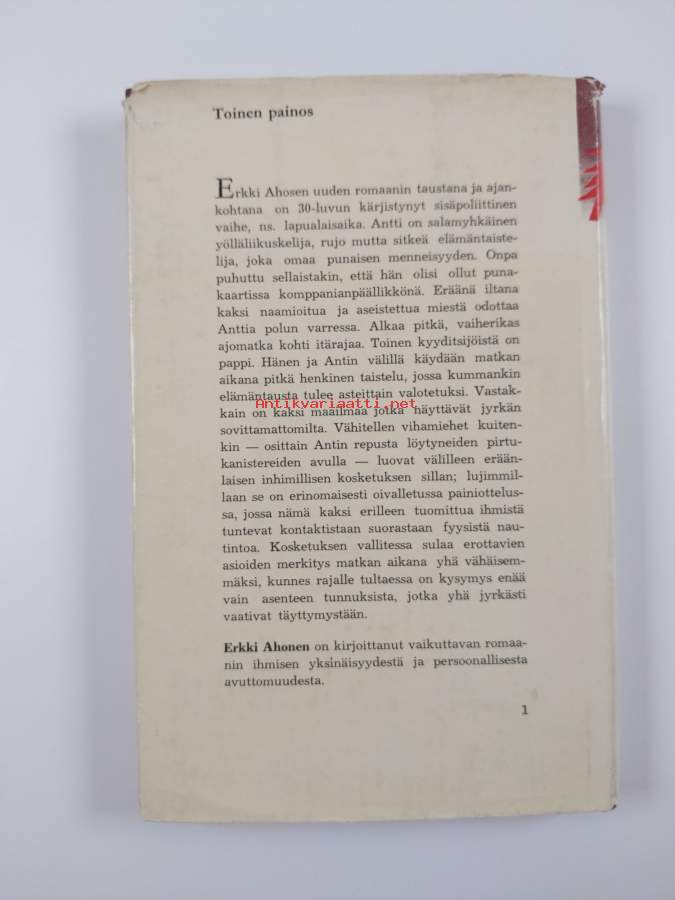 Toinen painos
Erkki Ahosen uuden romaanin taustana ja ajan-
kohtana on 30-luvun kärjistynyt sisäpoliittinen
vaihe, ns. lapualaisaika. Antti on salamyhkäinen
yölläliikuskelija, rujo mutta sitkeä elämäntaiste-
lija, joka omaa punaisen menneisyyden. Onpa
puhuttu sellaistakin, että hän olisi ollut puna-
kaartissa komppanianpäällikkönä. Eräänä iltana
kaksi naamioitua ja aseistettua miestä odottaa
Anttia polun varressa. Alkaa pitkä, vaiherikas
ajomatka kohti itärajaa. Toinen kyyditsijöistä on
pappi. Hänen ja Antin välillä käydään matkan
aikana pitkä henkinen taistelu, jossa kummankin
elämäntausta tulee asteittain valotetuksi. Vastak-
Antikvariaatti.net
kain on kaksi maailmaa jotka näyttävät jyrkän
sovittamattomilta. Vähitellen vihamiehet kuiten-
kin — osittain Antin repusta löytyneiden pirtu-
kanistereiden avulla — luovat välilleen erään-
laisen inhimillisen kosketuksen sillan; lujimmil-
laan se on erinomaisesti oivalletussa painiottelus-
sa, jossa nämä kaksi erilleen tuomittua ihmistä
tuntevat kontaktistaan suorastaan fyysistä nau-
tintoa. Kosketuksen vallitessa sulaa erottavien
asioiden merkitys matkan aikana yhä vähäisem-
mäksi, kunnes rajalle tultaessa on kysymys enää
vain asenteen tunnuksista, jotka yhä jyrkästi
vaativat täyttymystään.
Erkki Ahonen on kirjoittanut vaikuttavan romaa-
nin ihmisen yksinäisyydestä ja persoonallisesta
avuttomuudesta.
1